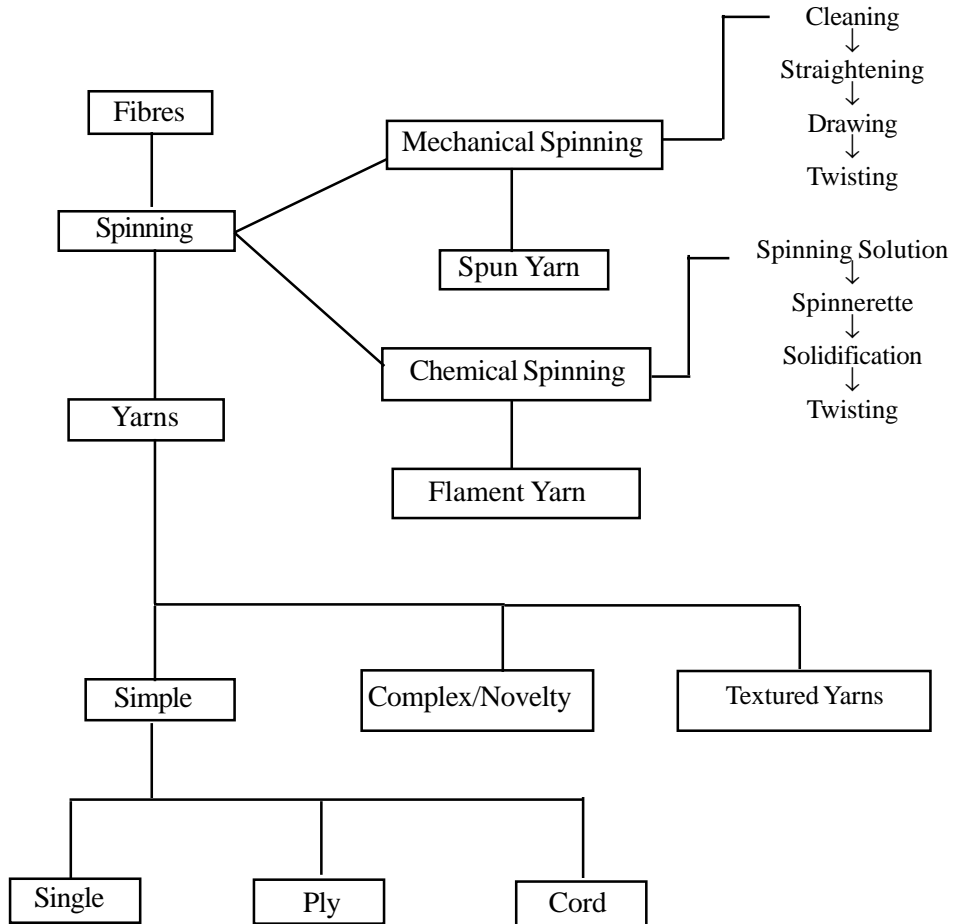 Cleaning
↓
Straightening
↓
Drawing
↓
Twisting
Fibres
Mechanical Spinning
Spinning
Spun Yarn
Spinning Solution
↓
Spinnerette
↓
Solidification
↓
Twisting
Chemical Spinning
Yarns
Flament Yarn
Simple
Complex/Novelty
Textured Yarns
Single
Ply
Cord